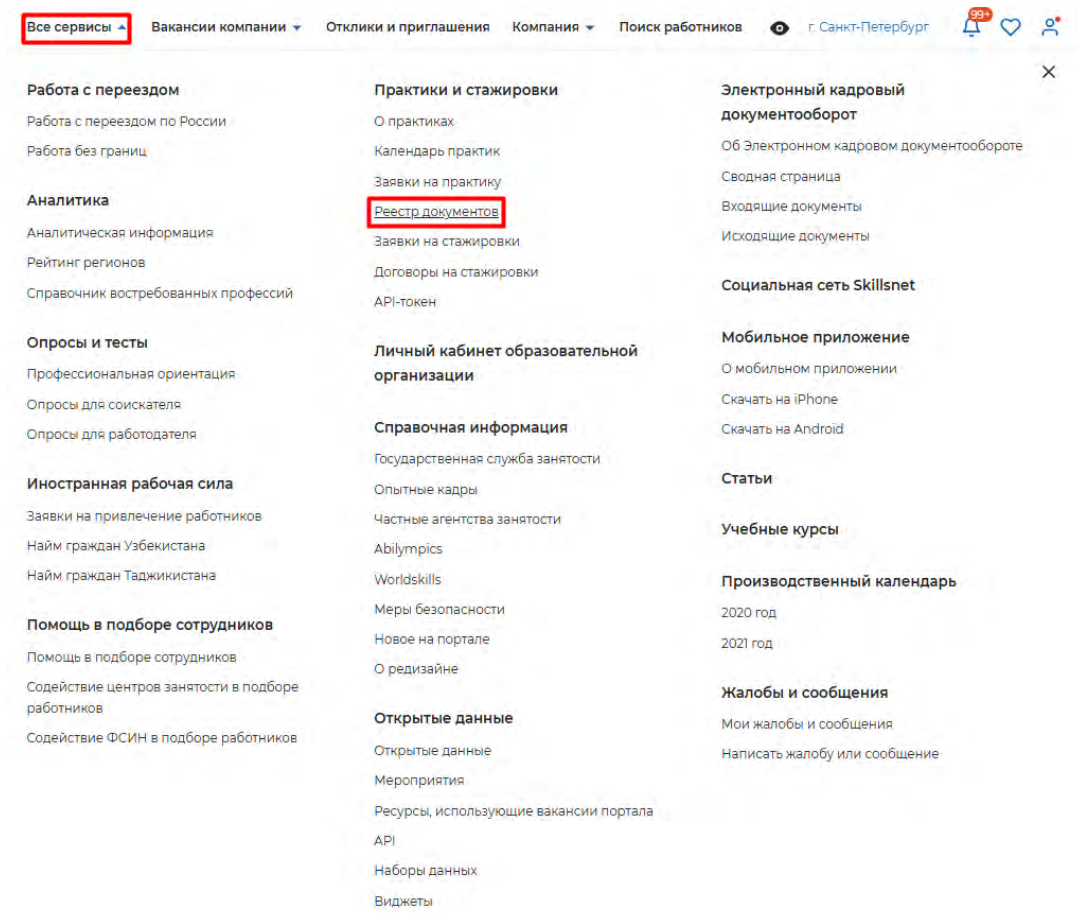 Все сервисы
Вакансии компании
Отклики и приглашения
Компания
Поиск работников
г. Санкт-Петербург
99+
Работа с переездом
Работа с переездом по России
Работа без границ
Аналитика
Аналитическая информация
Рейтинг регионов
Справочник востребованных профессий
Опросы и тесты
Профессиональная ориентация
Опросы для соискателя
Опросы для работодателя
Иностранная рабочая сила
Заявки на привлечение работников
Найм граждан Узбекистана
Найм граждан Таджикистана
Помощь в подборе сотрудников
Помощь в подборе сотрудников
Содействие центров занятости в подборе
работников
Содействие ФСИН в подборе работников
Практики и стажировки
О практиках
Календарь практик
Заявки на практику
Реестр документов
Заявки на стажировки
Договоры на стажировки
API-токен
Личный кабинет образовательной
организации
Справочная информация
Государственная служба занятости
Опытные кадры
Частные агентства занятости
Abilympics
Worldskills
Меры безопасности
Новое на портале
О редизайне
Открытые данные
Открытые данные
Мероприятия
Ресурсы, использующие вакансии портала
API
Наборы данных
Виджеты
Электронный кадровый
документооборот
Об Электронном кадровом документообороте
Сводная страница
Входящие документы
Исходящие документы
Социальная сеть Skillsnet
Мобильное приложение
О мобильном приложении
Скачать на iPhone
Скачать на Android
Статьи
Учебные курсы
Производственный календарь
2020 год
2021 год
Жалобы и сообщения
Мои жалобы и сообщения
Написать жалобу или сообщение